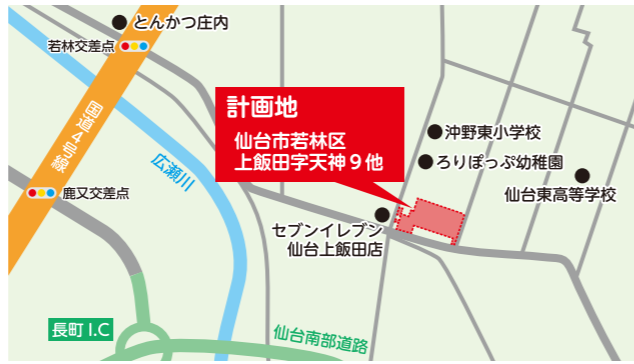 とんかつ庄内
若林交差点
国道4号線
広瀬川
計画地
仙台市若林区
上飯田字天神9他
沖野東小学校
ろりぽっぷ幼稚園
仙台東高等学校
鹿又交差点
セブンイレブン
仙台上飯田店
長町I.C
仙台南部道路